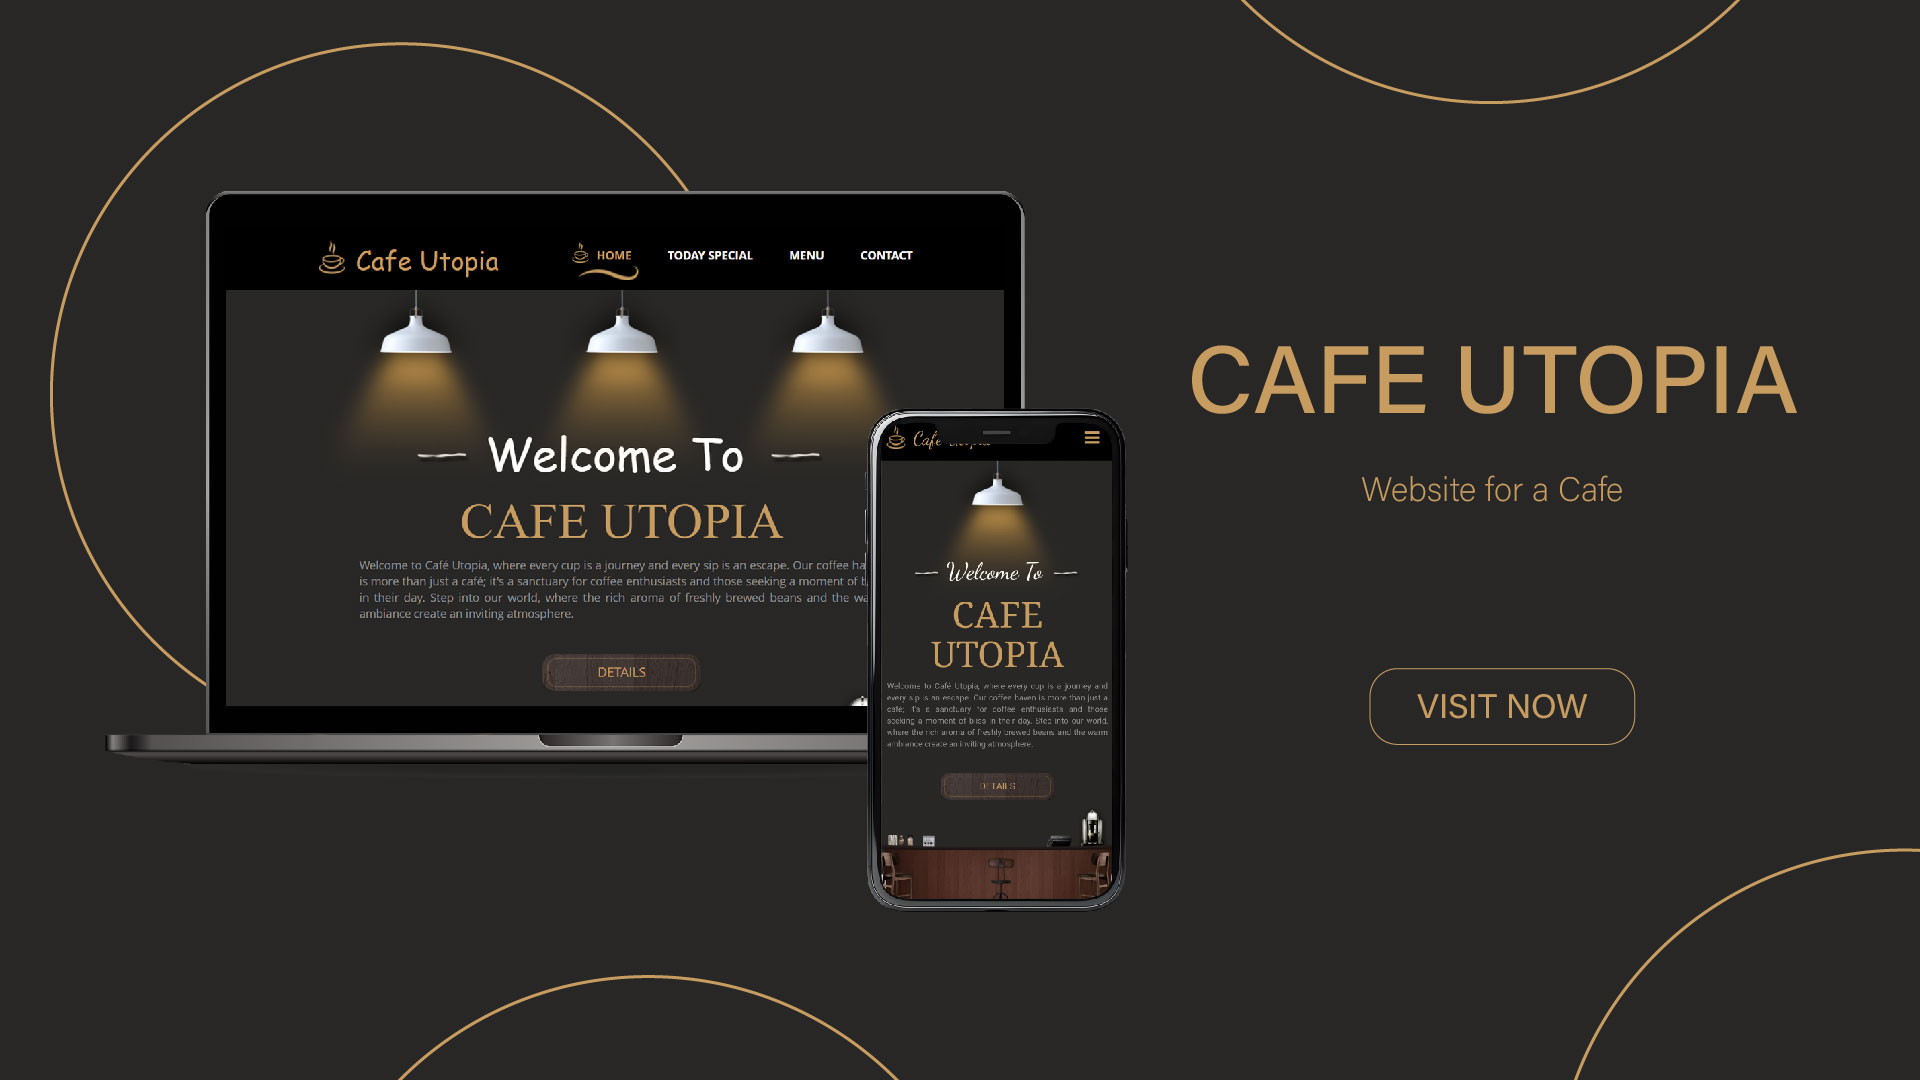 Cafe Utopia
HOME
TODAY SPECIAL
MENU
CONTACT
Welcome To
CAFE UTOPIA
Welcome to Café Utopia, where every cup is a journey and every sip is an escape. Our coffee
is more than just a café; it's a sanctuary for coffee enthusiasts and those seeking a moment of
in their day. Step into our world, where the rich aroma of freshly brewed beans and the
ambiance create an inviting atmosphere.
DETAILS
Cafe
Welcome To
CAFE
UTOPIA
Welcome to Café Utopia, where every cup is a journey and
every sip is an escape. Our coffee haven is more than just a
café; it's a sanctuary for coffee enthusiasts and those
seeking a moment of bliss in their day. Step into our world,
where the rich aroma of freshly brewed beans and the warm
ambiance create an inviting atmosphere.
DETAILS
CAFE UTOPIA
Website for a Cafe
VISIT NOW